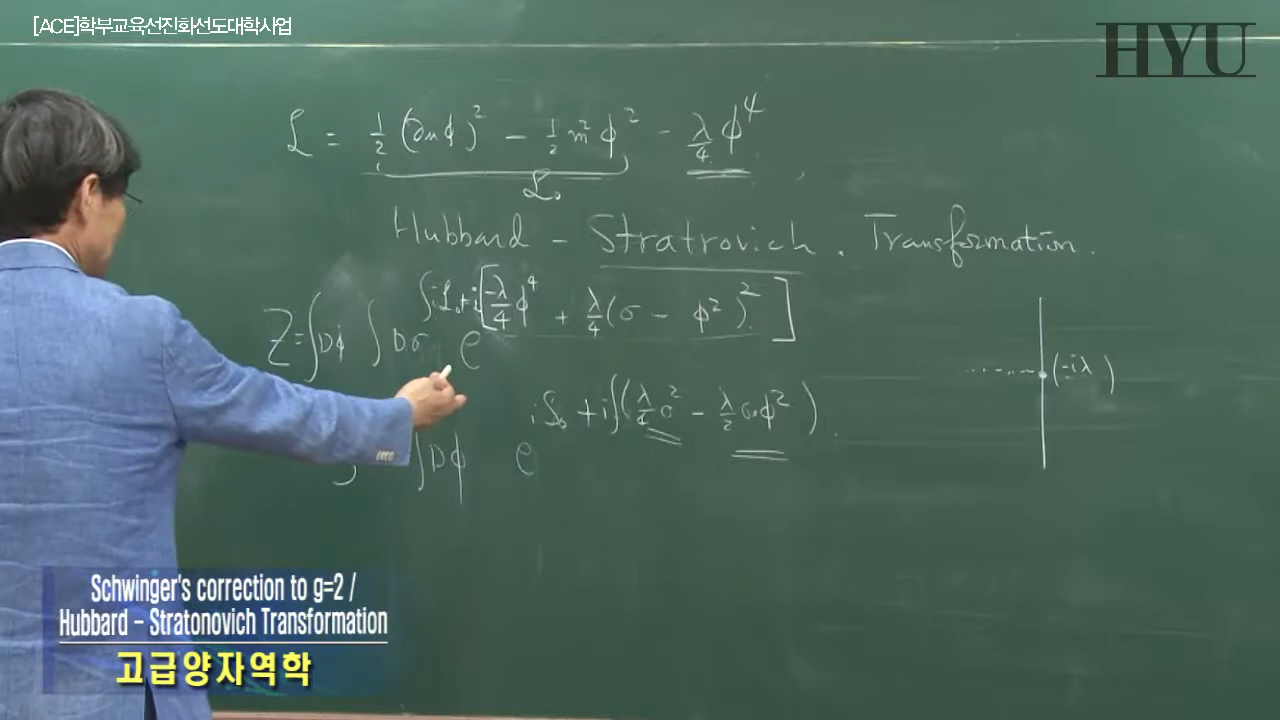 [ACE]학부교육선진화선도대학사업
HYU
ℒ = 1/2 (∂μϕ)² − 1/2 m² ϕ² − λ/4 ϕ⁴
ℒ₀
Hubbard - Stratrovich. Transformation.
Z = ∫Dϕ ∫Dσ e^{∫iℒ₀+i[-λ/4 ϕ⁴ + λ/4 (σ − ϕ²)²]}
(-iλ)
∫Dϕ e^{iS₀ + i∫(λ/4 σ² − λ/2 σϕ²)}
Schwinger's correction to g=2 /
Hubbard - Stratonovich Transformation
고급양자역학